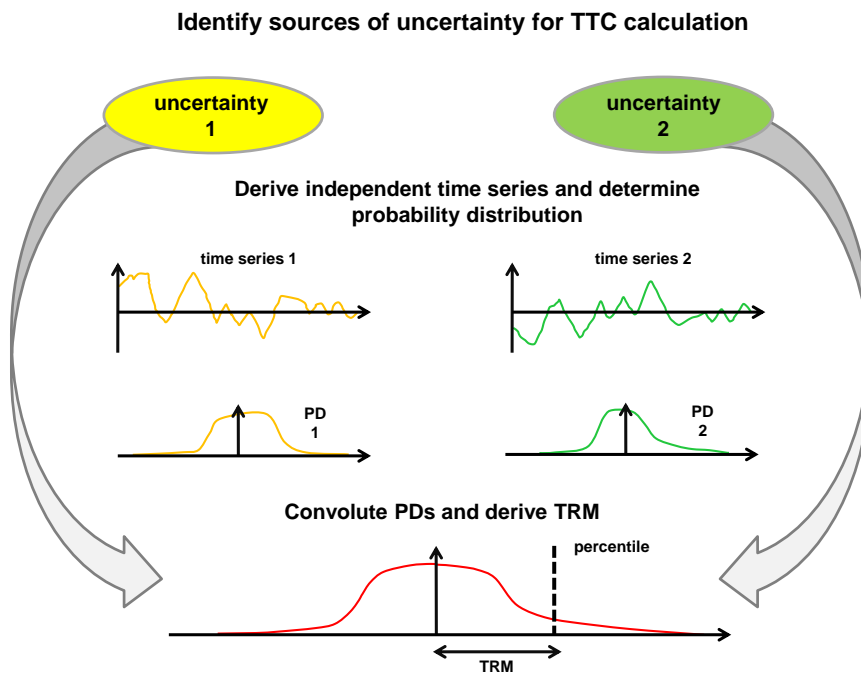 Identify sources of uncertainty for TTC calculation
uncertainty
1
uncertainty
2
Derive independent time series and determine
probability distribution
time series 1
time series 2
PD
1
PD
2
Convolute PDs and derive TRM
percentile
TRM